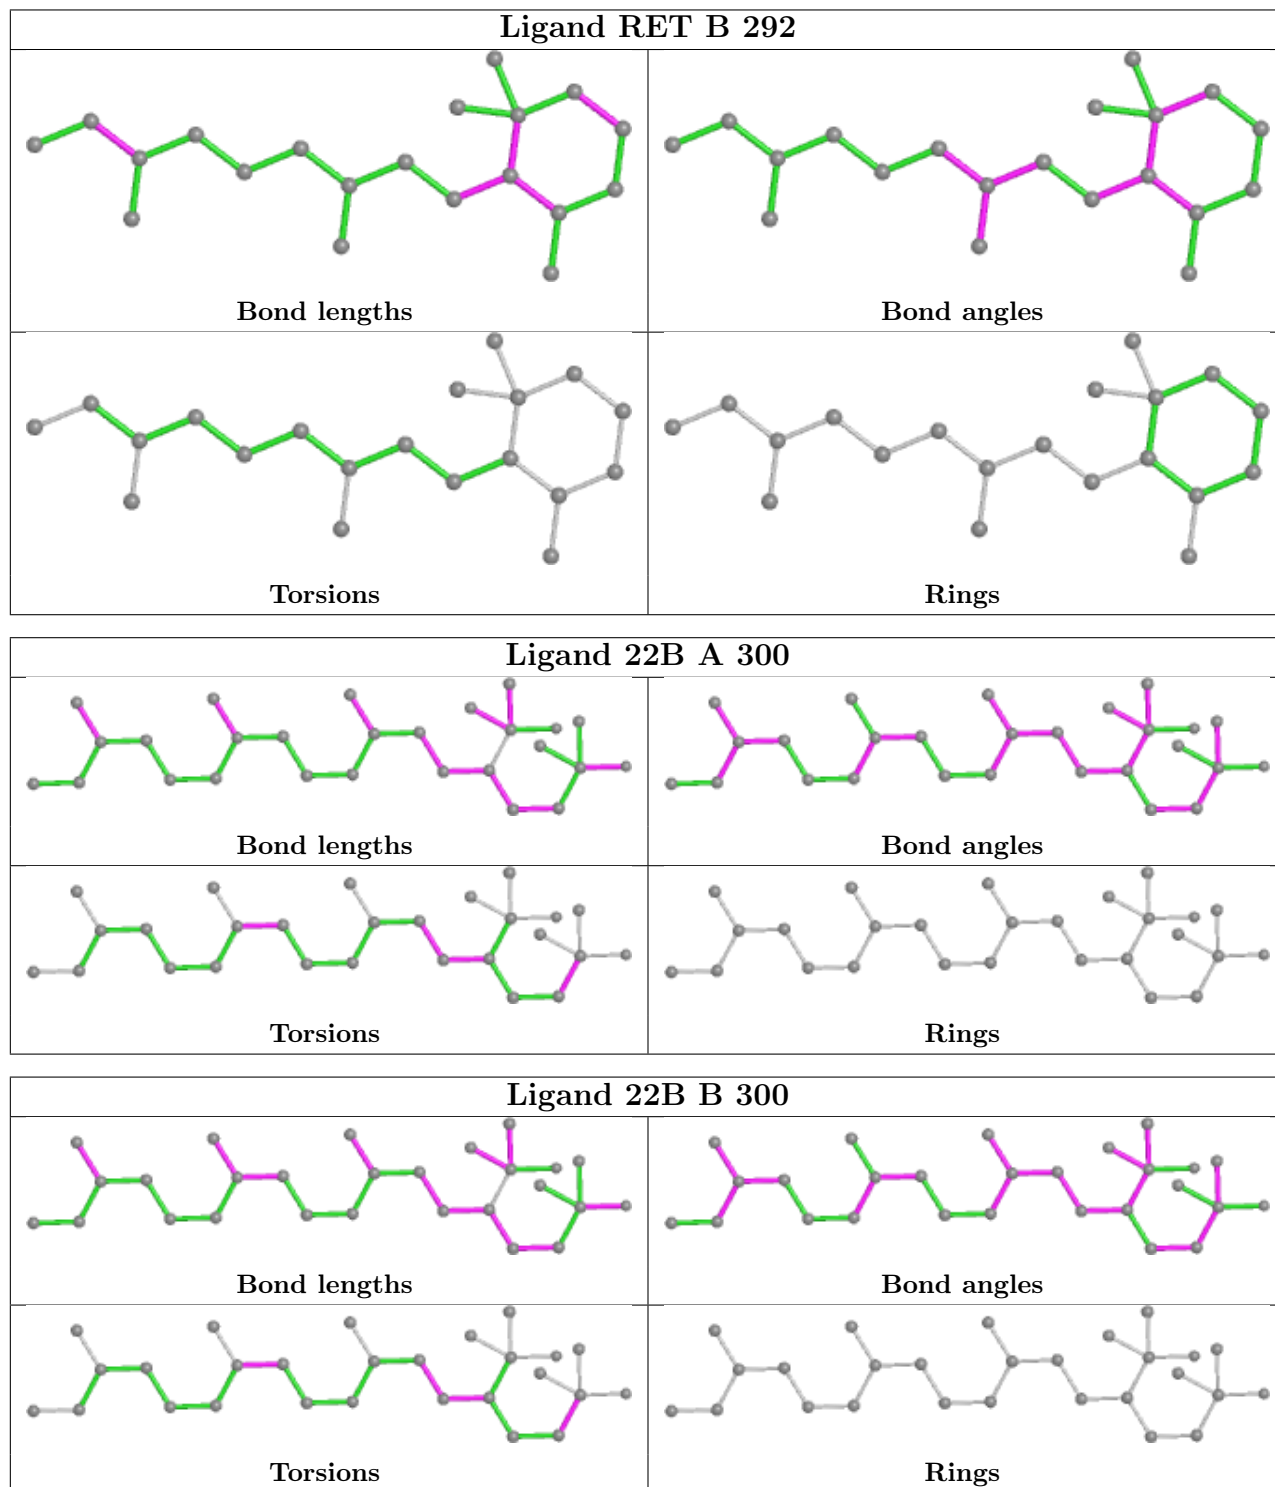 Ligand RET B 292
Bond lengths
Bond angles
Torsions
Rings
Ligand 22B A 300
Bond lengths
Bond angles
Torsions
Rings
Ligand 22B B 300
Bond lengths
Bond angles
Torsions
Rings